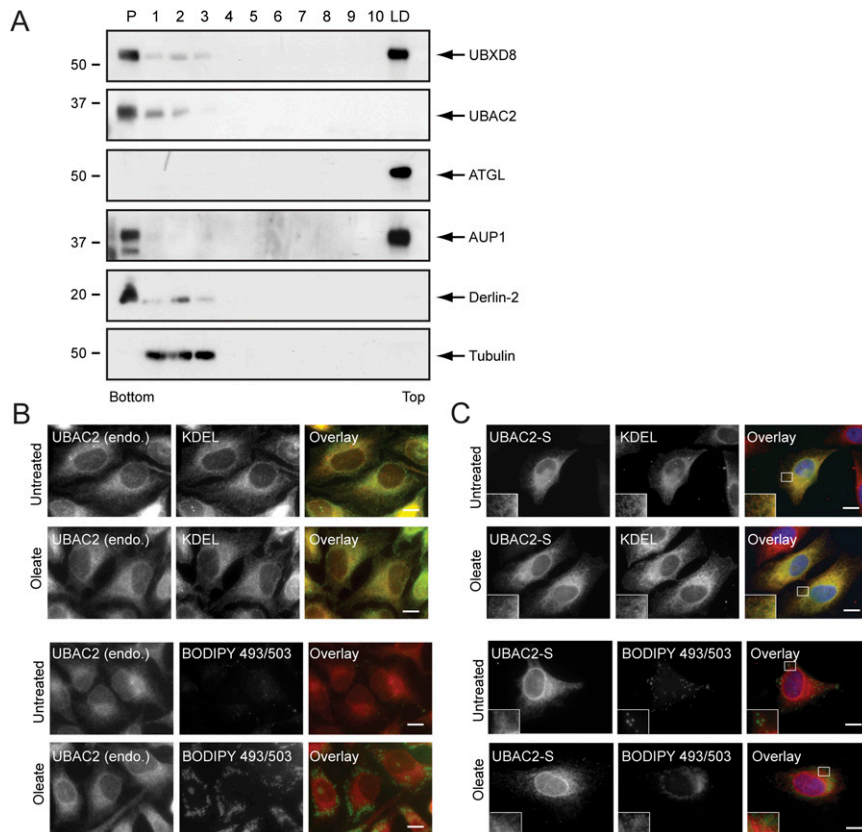 A
P 1 2 3 4 5 6 7 8 9 10 LD
50 UBXD8
37 UBAC2
50 ATGL
37 AUP1
20 Derlin-2
50 Tubulin
Bottom Top
B
Untreated UBAC2 (endo.) KDEL Overlay
Oleate UBAC2 (endo.) KDEL Overlay
Untreated UBAC2 (endo.) BODIPY 493/503 Overlay
Oleate UBAC2 (endo.) BODIPY 493/503 Overlay
C
Untreated UBAC2-S KDEL Overlay
Oleate UBAC2-S KDEL Overlay
Untreated UBAC2-S BODIPY 493/503 Overlay
Oleate UBAC2-S BODIPY 493/503 Overlay